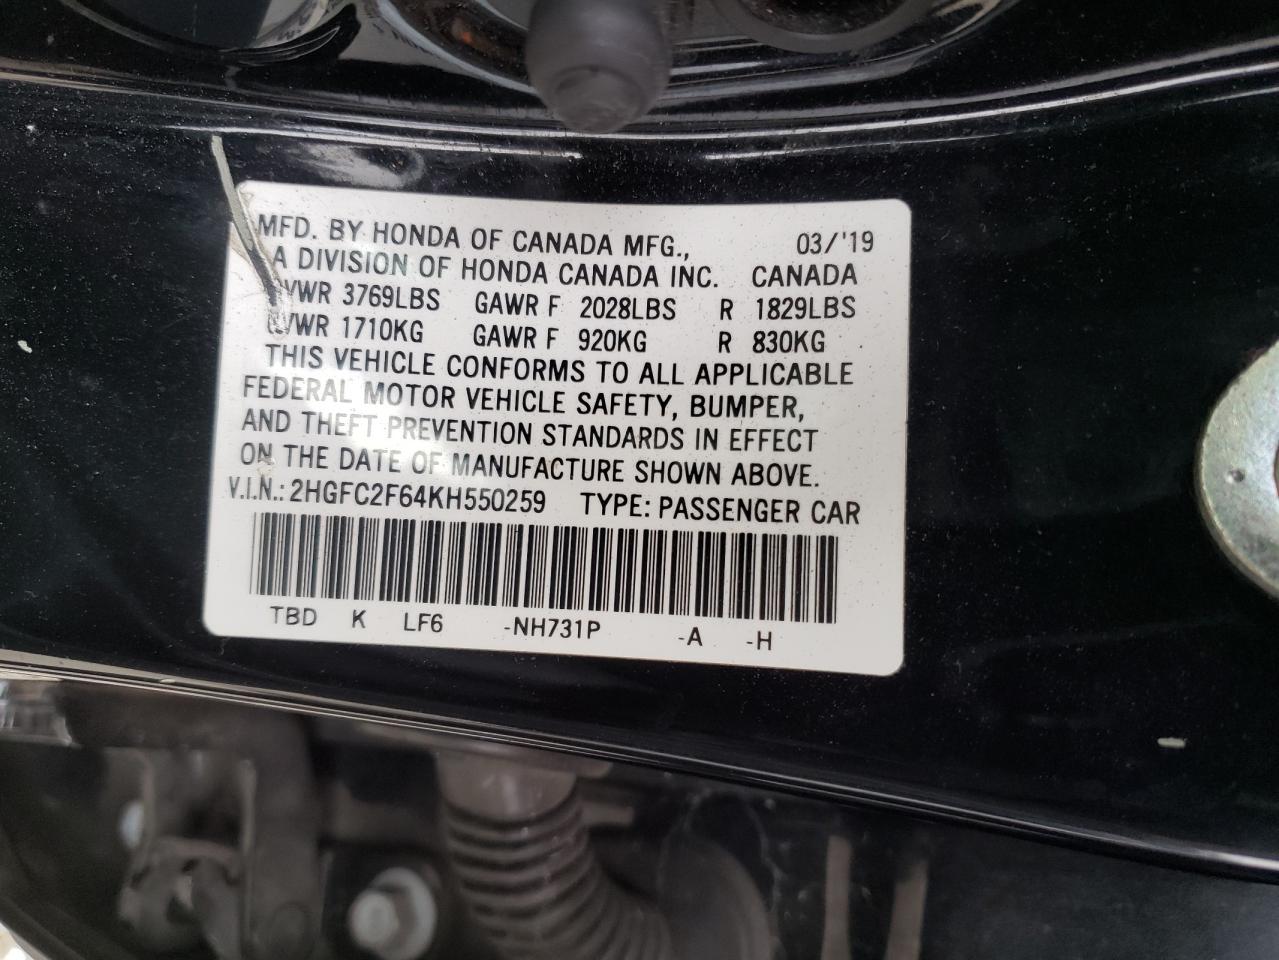 MFD. BY HONDA OF CANADA MFG., 03/'19
A DIVISION OF HONDA CANADA INC. CANADA
GVWR 3769LBS GAWR F 2028LBS R 1829LBS
GVWR 1710KG GAWR F 920KG R 830KG
THIS VEHICLE CONFORMS TO ALL APPLICABLE
FEDERAL MOTOR VEHICLE SAFETY, BUMPER,
AND THEFT PREVENTION STANDARDS IN EFFECT
ON THE DATE OF MANUFACTURE SHOWN ABOVE.
V.I.N.: 2HGFC2F64KH550259 TYPE: PASSENGER CAR
TBD K LF6 -NH731P -A -H